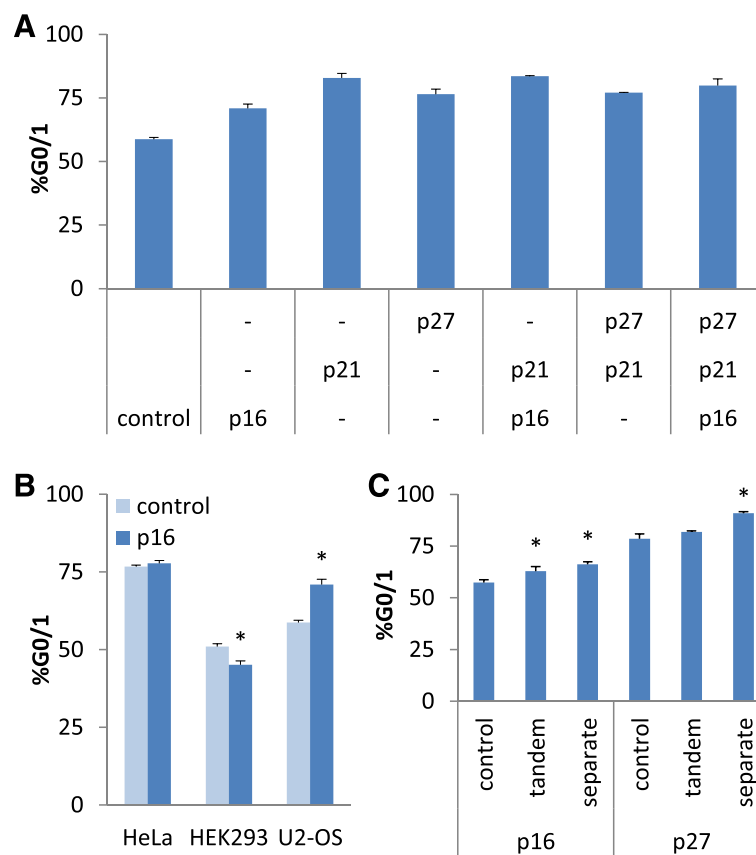 A
100
75
50
25
0
%G0/1
- - p27 - p27 p27
- p21 - p21 p21 p21
control p16 - - p16 - p16
B
100
75
50
25
0
%G0/1
control
p16
* *
HeLa HEK293 U2-OS
C
100
75
50
25
0
%G0/1
* * *
control tandem separate control tandem separate
p16 p27